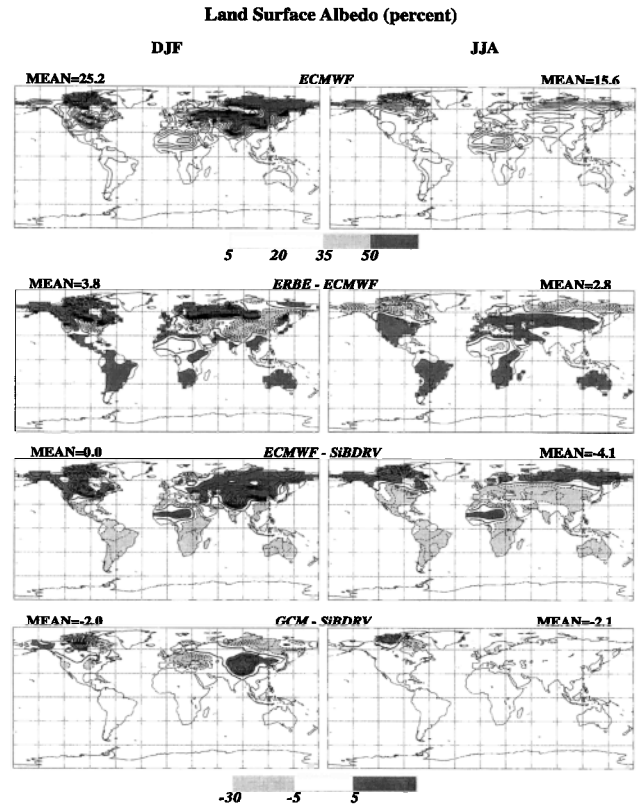 Land Surface Albedo (percent)
DJF JJA
MEAN=25.2 ECMWF MEAN=15.6
5 20 35 50
MEAN=3.8 ERBE - ECMWF MEAN=2.8
MEAN=0.0 ECMWF - SiBDRV MEAN=-4.1
MEAN=-2.0 GCM - SiBDRV MEAN=-2.1
-30 -5 5